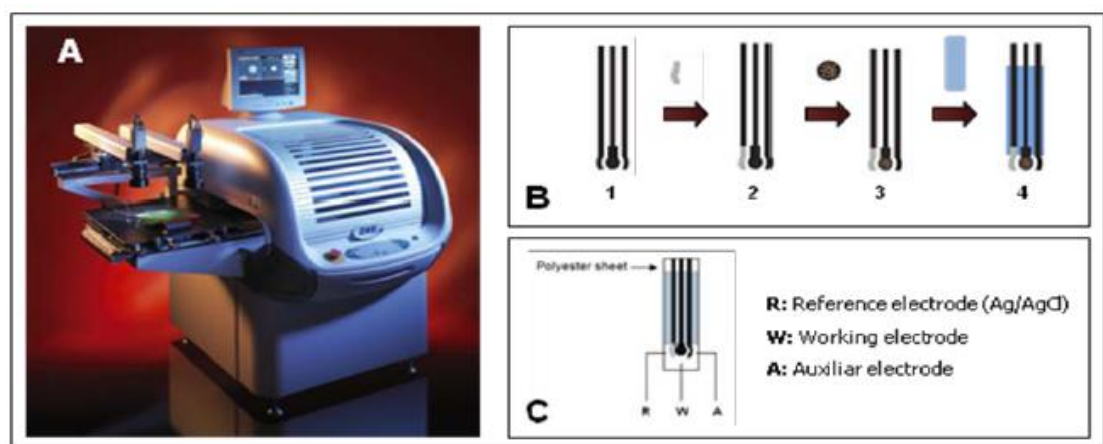 A
1
2
3
4
B
Polyester sheet
R: Reference electrode (Ag/AgCl)
W: Working electrode
A: Auxiliar electrode
C
R W A